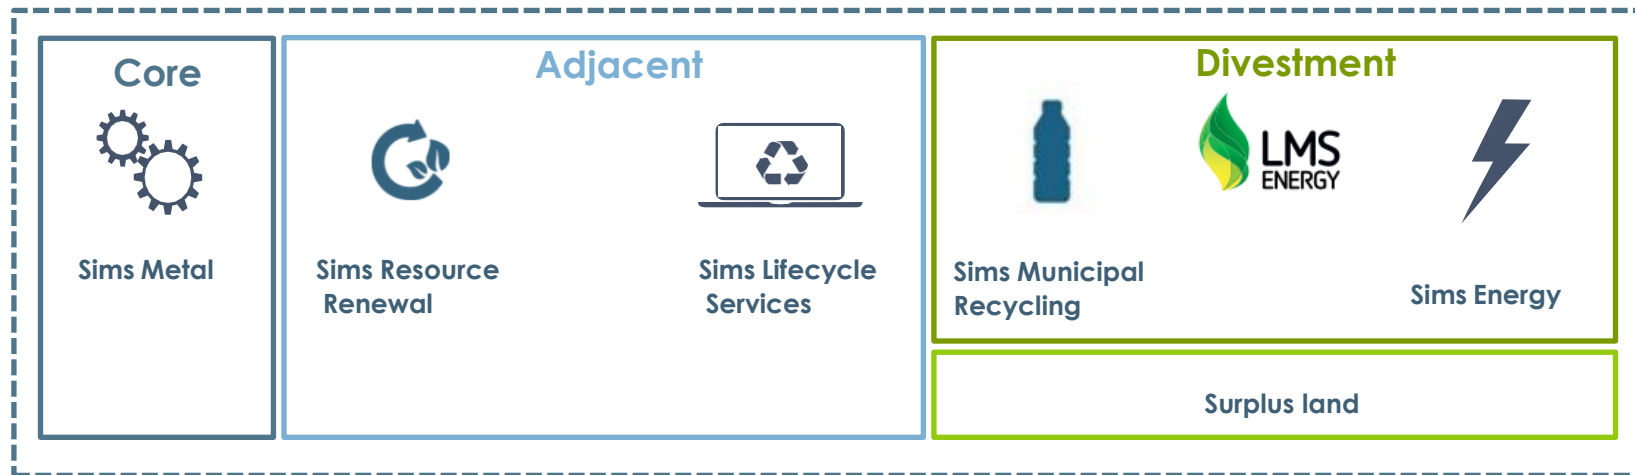 Core
Sims Metal
Adjacent
Sims Resource
Renewal
Sims Lifecycle
Services
Divestment
LMS
ENERGY
Sims Municipal
Recycling
Sims Energy
Surplus land